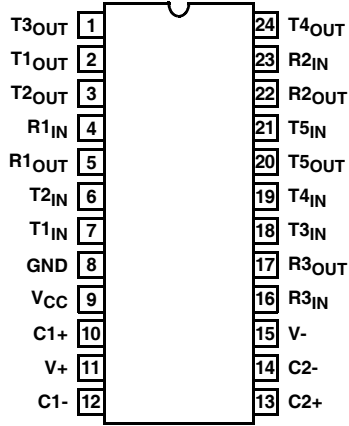 T3OUT 1 24 T4OUT
T1OUT 2 23 R2IN
T2OUT 3 22 R2OUT
R1IN 4 21 T5IN
R1OUT 5 20 T5OUT
T2IN 6 19 T4IN
T1IN 7 18 T3IN
GND 8 17 R3OUT
VCC 9 16 R3IN
C1+ 10 15 V-
V+ 11 14 C2-
C1- 12 13 C2+